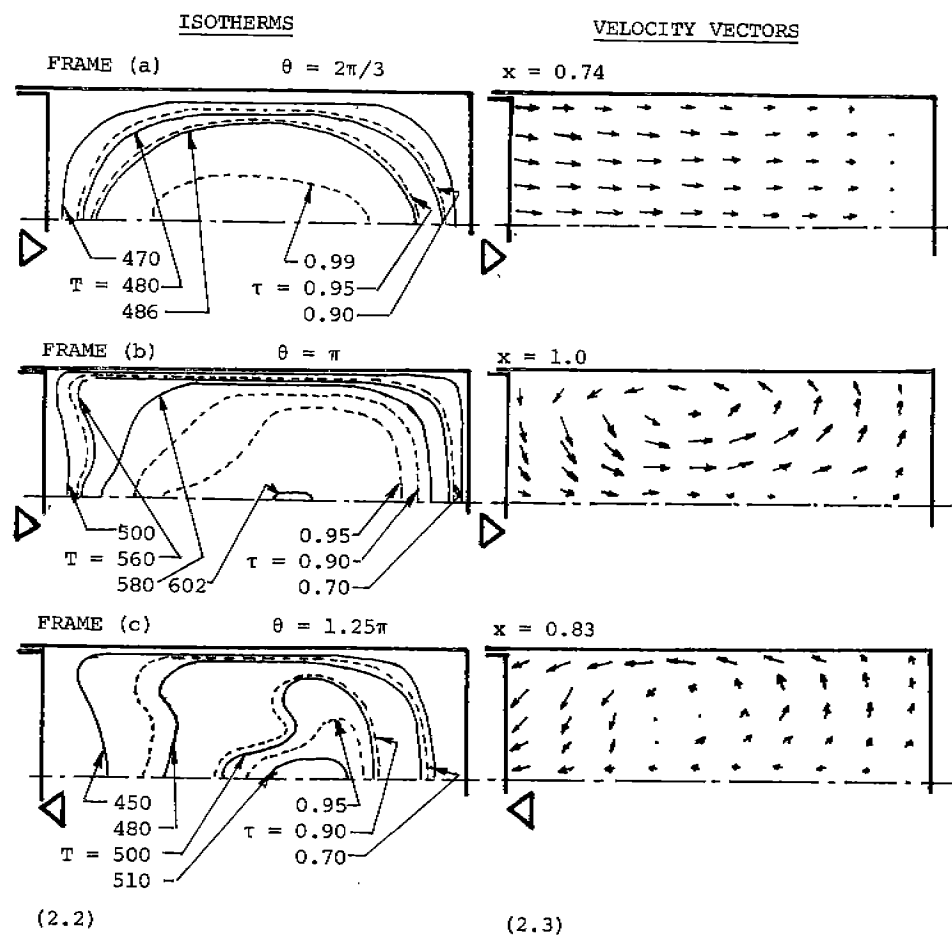 ISOTHERMS
VELOCITY VECTORS
FRAME (a) θ = 2π/3
x = 0.74
470
T = 480
486
0.99
τ = 0.95
0.90
FRAME (b) θ = π
x = 1.0
500
T = 560
580 602
0.95
τ = 0.90
0.70
FRAME (c) θ = 1.25π
x = 0.83
450
480
T = 500
510
0.95
τ = 0.90
0.70
(2.2)
(2.3)